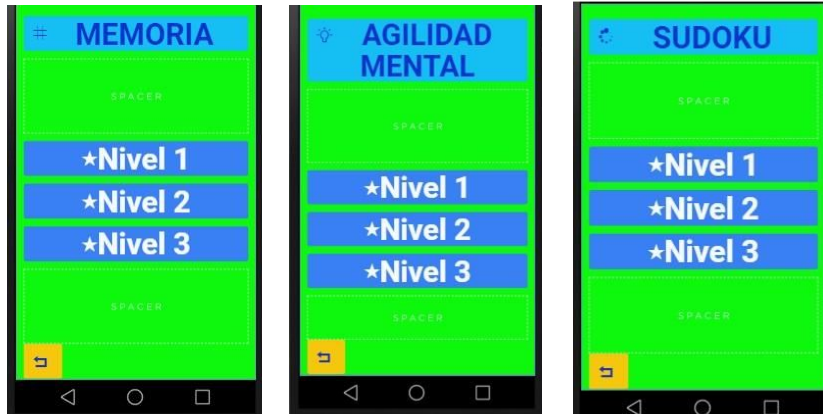 MEMORIA
SPACER
★Nivel 1
★Nivel 2
★Nivel 3
SPACER
AGILIDAD
MENTAL
SPACER
★Nivel 1
★Nivel 2
★Nivel 3
SPACER
SUDOKU
SPACER
★Nivel 1
★Nivel 2
★Nivel 3
SPACER